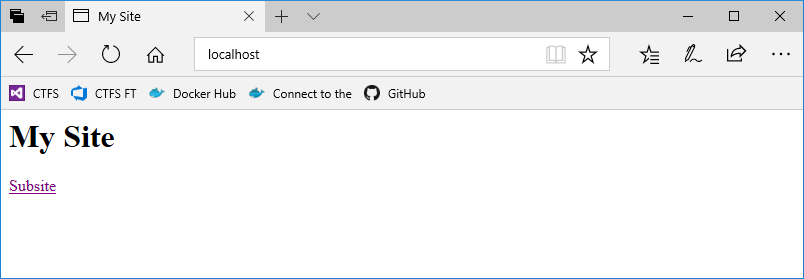 My Site
localhost
CTFS CTFS FT Docker Hub Connect to the GitHub
My Site
Subsite